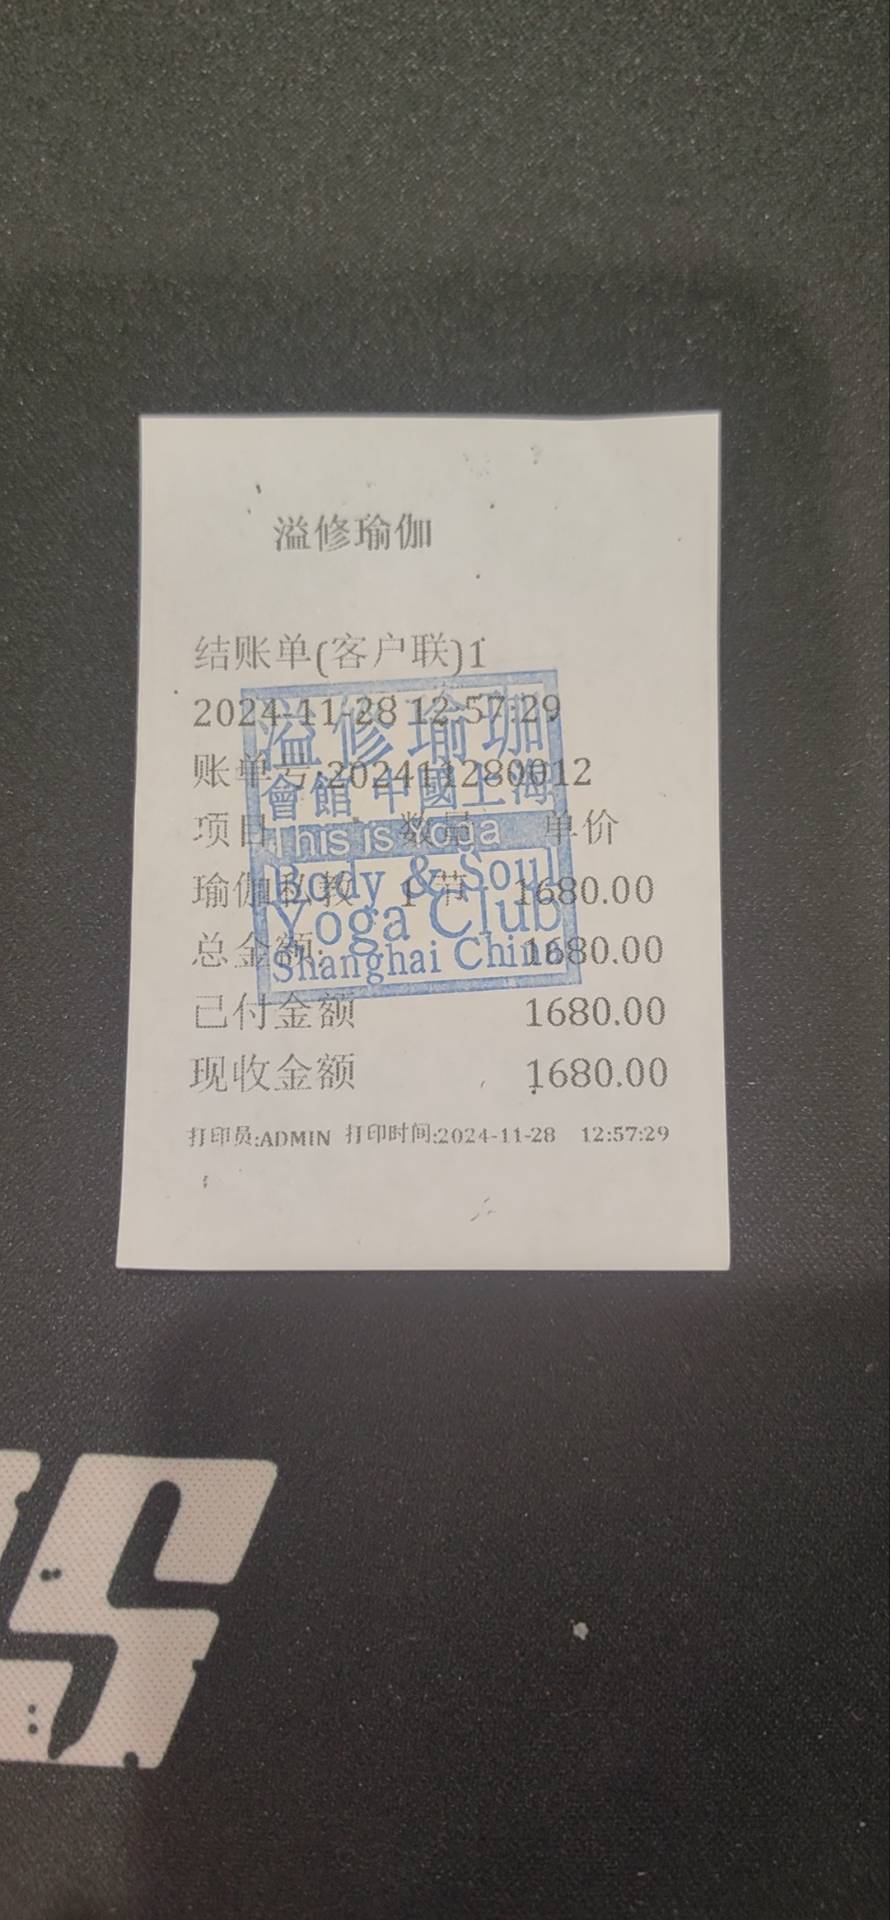 溢修瑜伽
结账单(客户联)1
2024-11-28 12:57:29
账单号:202411280012
项目 数量 单价
瑜伽私教 1 节 1680.00
总金额: 1680.00
已付金额 1680.00
现收金额 1680.00
打印员:ADMIN 打印时间:2024-11-28 12:57:29
溢修瑜珈
會館 中國上海
This is Yoga
Body & Soul
Yoga Club
Shanghai China
S